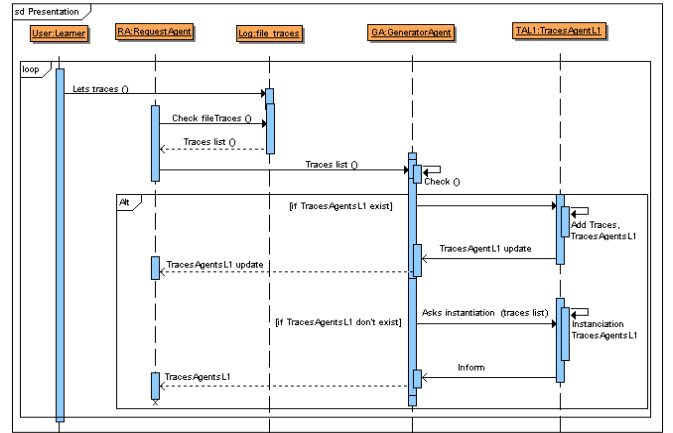 sd Presentation
User:Learner
RA:RequestAgent
Log:file traces
GA:GeneratorAgent
TAL1:TracesAgentL1
loop
Lets traces ()
Check fileTraces ()
Traces list ()
Traces list ()
Check ()
Alt
[if TracesAgentsL1 exist]
Add Traces,
TracesAgentsL1
TracesAgentL1 update
TracesAgentsL1 update
[if TracesAgentsL1 don't exist]
Asks instantiation (traces list)
Instanciation
TracesAgentsL1
Inform
TracesAgentsL1
X